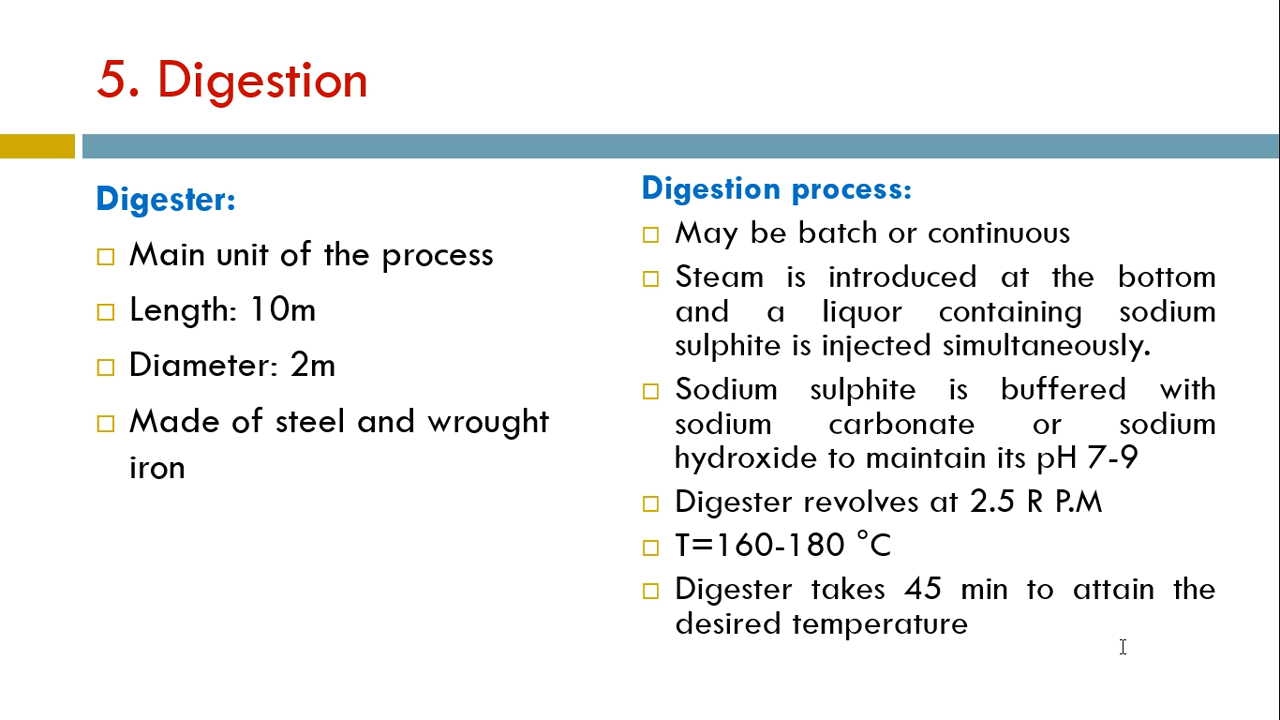 5. Digestion
Digester:
Main unit of the process
Length: 10m
Diameter: 2m
Made of steel and wrought
iron
Digestion process:
May be batch or continuous
Steam is introduced at the bottom
and a liquor containing sodium
sulphite is injected simultaneously.
Sodium sulphite is buffered with
sodium carbonate or sodium
hydroxide to maintain its pH 7-9
Digester revolves at 2.5 R P.M
T=160-180 °C
Digester takes 45 min to attain the
desired temperature